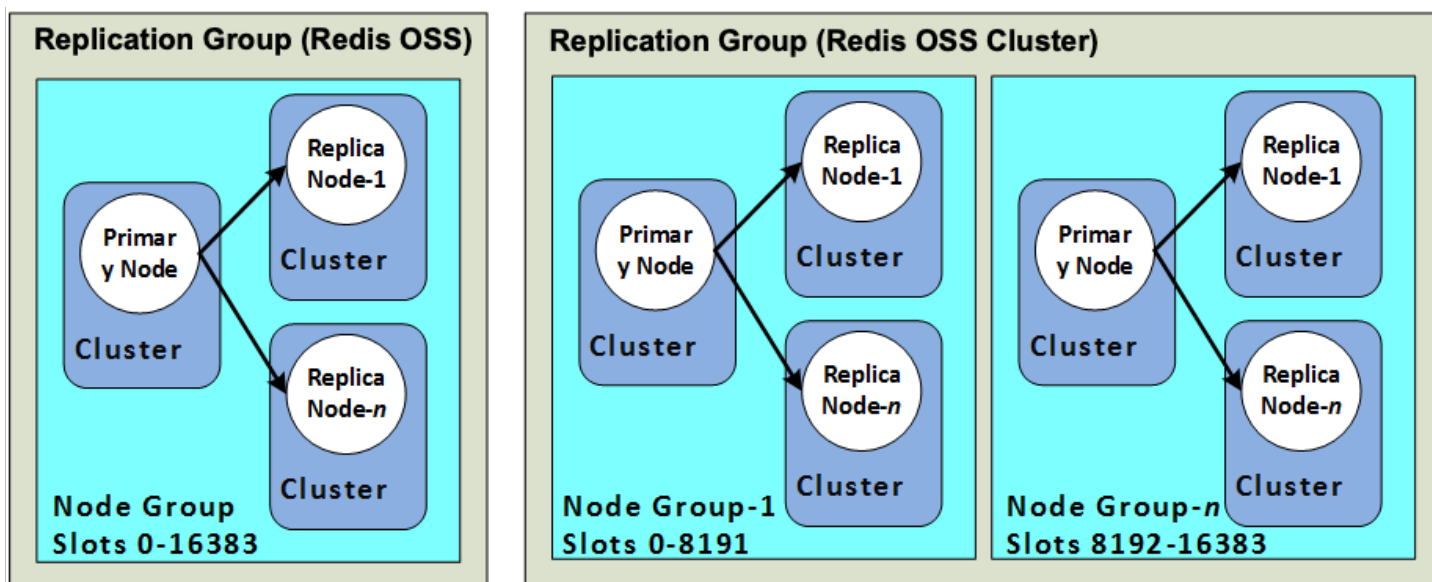 Replication Group (Redis OSS)
Replica
Node-1
Cluster
Primar
y Node
Cluster
Replica
Node-n
Cluster
Node Group
Slots 0-16383
Replication Group (Redis OSS Cluster)
Replica
Node-1
Cluster
Primar
y Node
Cluster
Replica
Node-n
Cluster
Node Group-1
Slots 0-8191
Replica
Node-1
Cluster
Primar
y Node
Cluster
Replica
Node-n
Cluster
Node Group-n
Slots 8192-16383